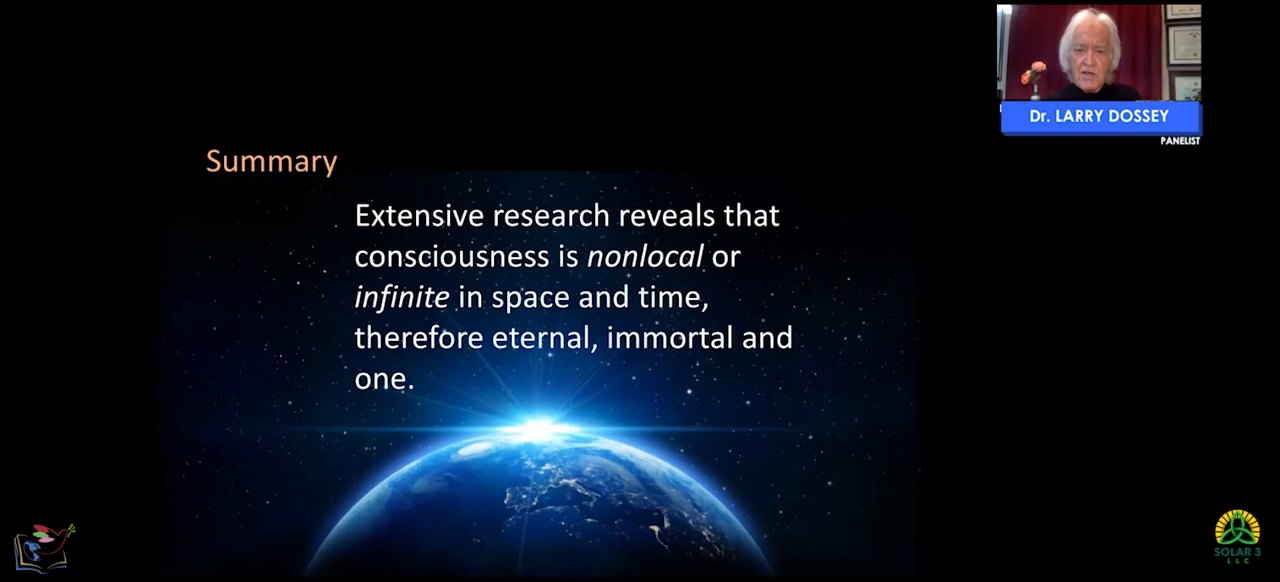 Dr. LARRY DOSSEY
PANELIST
Summary
Extensive research reveals that
consciousness is nonlocal or
infinite in space and time,
therefore eternal, immortal and
one.
SOLAR 3
LLC